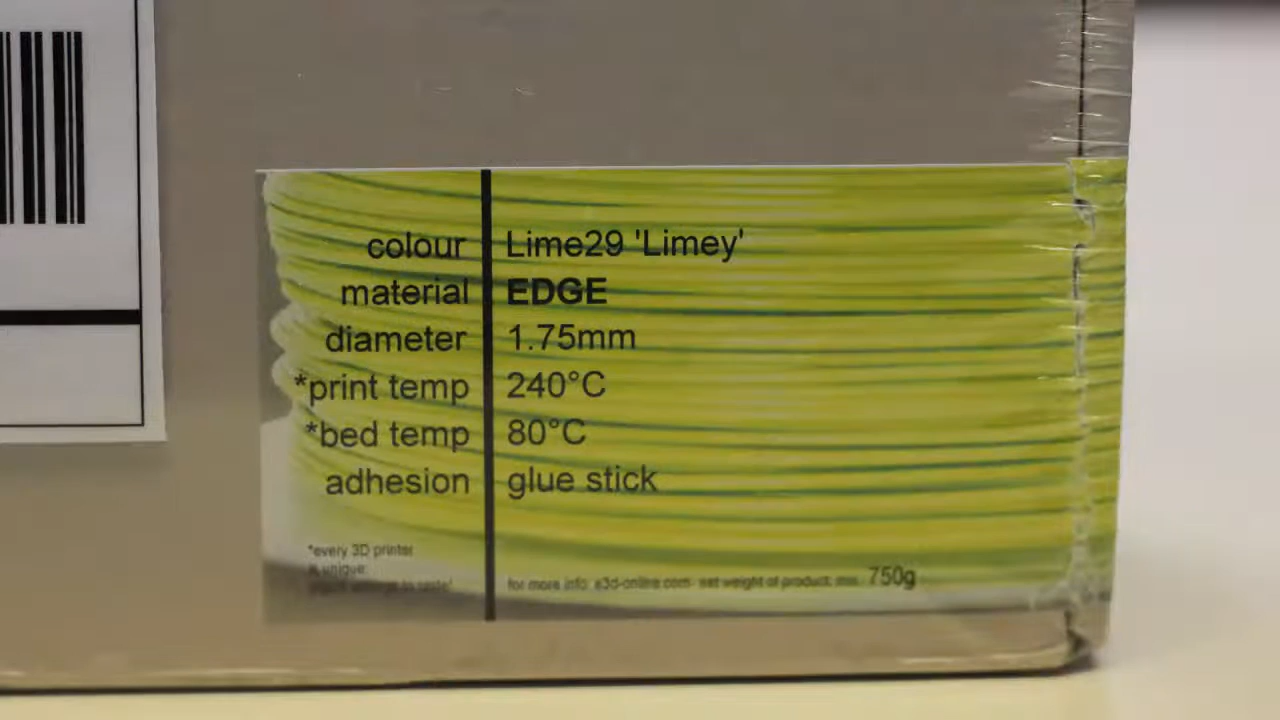 colour Lime29 'Limey'
material EDGE
diameter 1.75mm
*print temp 240°C
*bed temp 80°C
adhesion glue stick
*every 3D printer
is unique.
for more info: e3d-online.com net weight of product: min. 750g